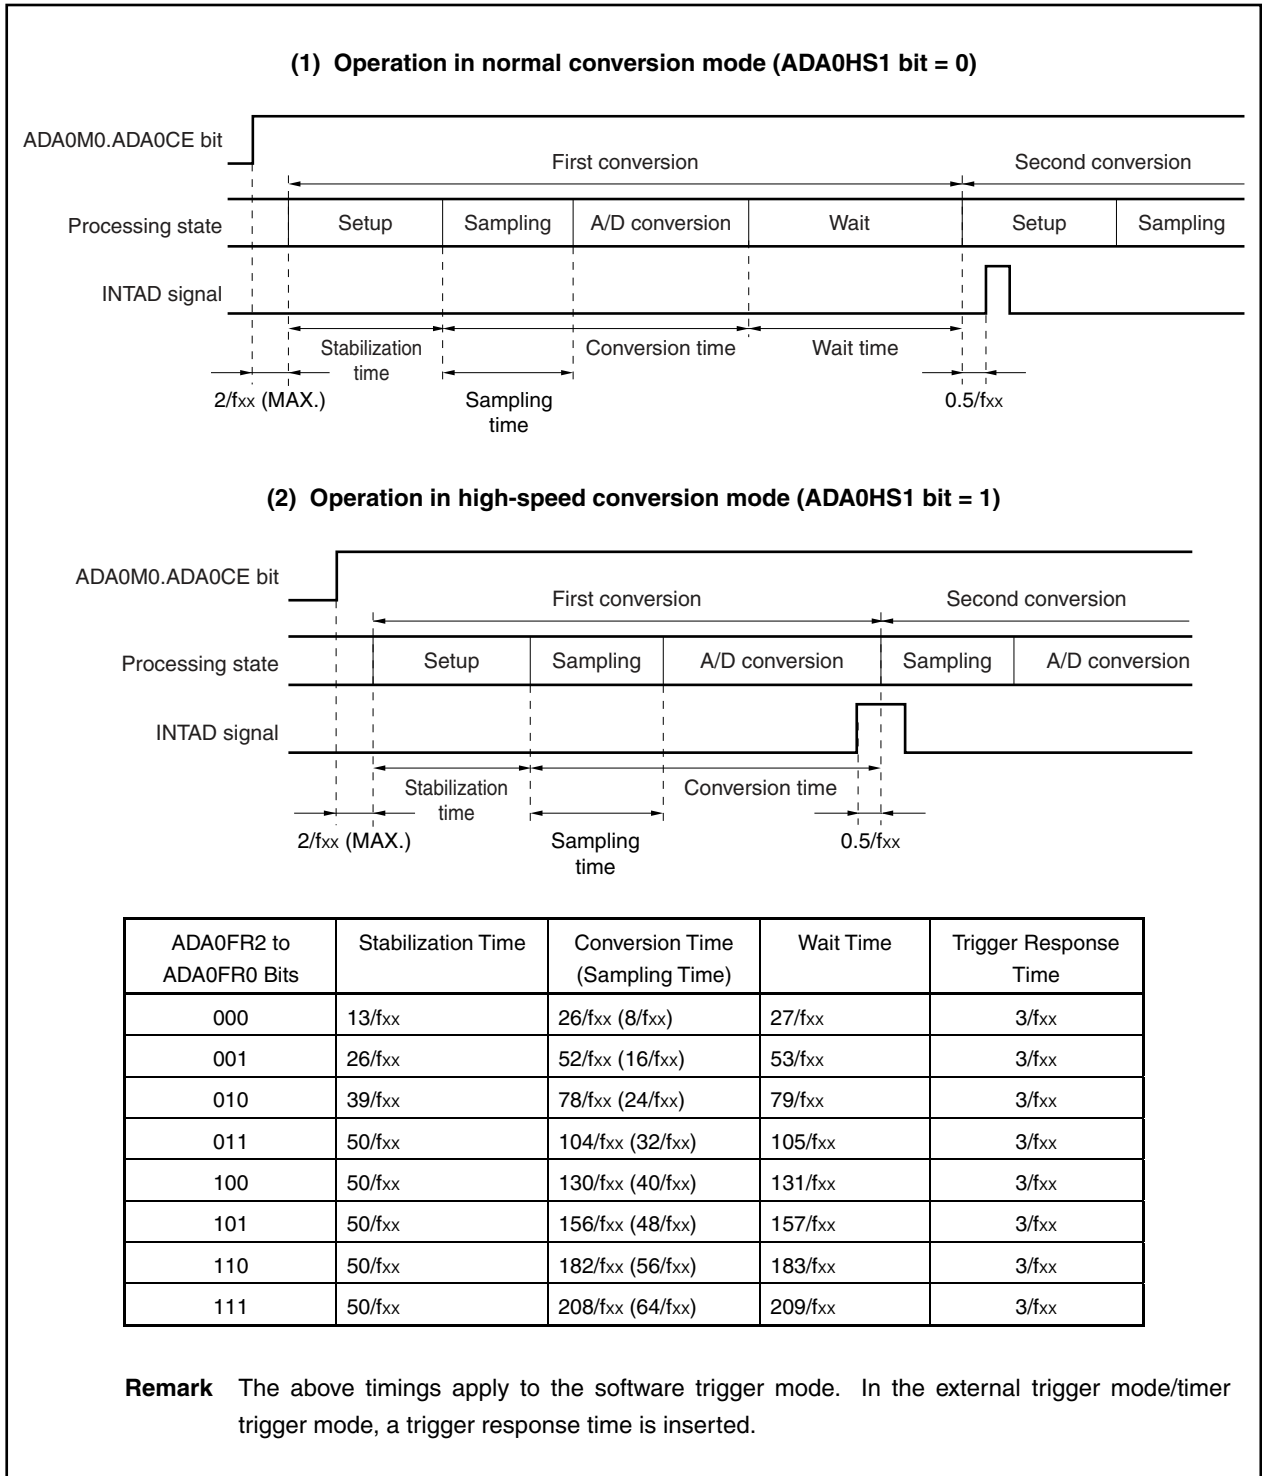 (1) Operation in normal conversion mode (ADA0HS1 bit = 0)
ADA0M0.ADA0CE bit
First conversion
Second conversion
Processing state
Setup
Sampling
A/D conversion
Wait
Setup
Sampling
INTAD signal
Stabilization
time
Conversion time
Wait time
2/fxx (MAX.)
Sampling
time
0.5/fxx
(2) Operation in high-speed conversion mode (ADA0HS1 bit = 1)
ADA0M0.ADA0CE bit
First conversion
Second conversion
Processing state
Setup
Sampling
A/D conversion
Sampling
A/D conversion
INTAD signal
Stabilization
time
Conversion time
2/fxx (MAX.)
Sampling
time
0.5/fxx
ADA0FR2 to
ADA0FR0 Bits
Stabilization Time
Conversion Time
(Sampling Time)
Wait Time
Trigger Response
Time
000 13/fxx 26/fxx (8/fxx) 27/fxx 3/fxx
001 26/fxx 52/fxx (16/fxx) 53/fxx 3/fxx
010 39/fxx 78/fxx (24/fxx) 79/fxx 3/fxx
011 50/fxx 104/fxx (32/fxx) 105/fxx 3/fxx
100 50/fxx 130/fxx (40/fxx) 131/fxx 3/fxx
101 50/fxx 156/fxx (48/fxx) 157/fxx 3/fxx
110 50/fxx 182/fxx (56/fxx) 183/fxx 3/fxx
111 50/fxx 208/fxx (64/fxx) 209/fxx 3/fxx
Remark The above timings apply to the software trigger mode. In the external trigger mode/timer
trigger mode, a trigger response time is inserted.